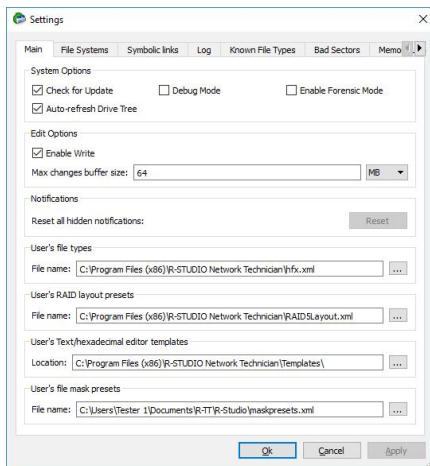 Settings
Main File Systems Symbolic links Log Known File Types Bad Sectors Memo
System Options
Check for Update Debug Mode Enable Forensic Mode
Auto-refresh Drive Tree
Edit Options
Enable Write
Max changes buffer size: 64 MB
Notifications
Reset all hidden notifications: Reset
User's file types
File name: C:\Program Files (x86)\R-STUDIO Network Technician\hfx.xml ...
User's RAID layout presets
File name: C:\Program Files (x86)\R-STUDIO Network Technician\RAID5Layout.xml ...
User's Text/hexadecimal editor templates
Location: C:\Program Files (x86)\R-STUDIO Network Technician\Templates\ ...
User's file mask presets
File name: C:\Users\Tester 1\Documents\R-TT\R-Studio\maskpresets.xml ...
Ok Cancel Apply